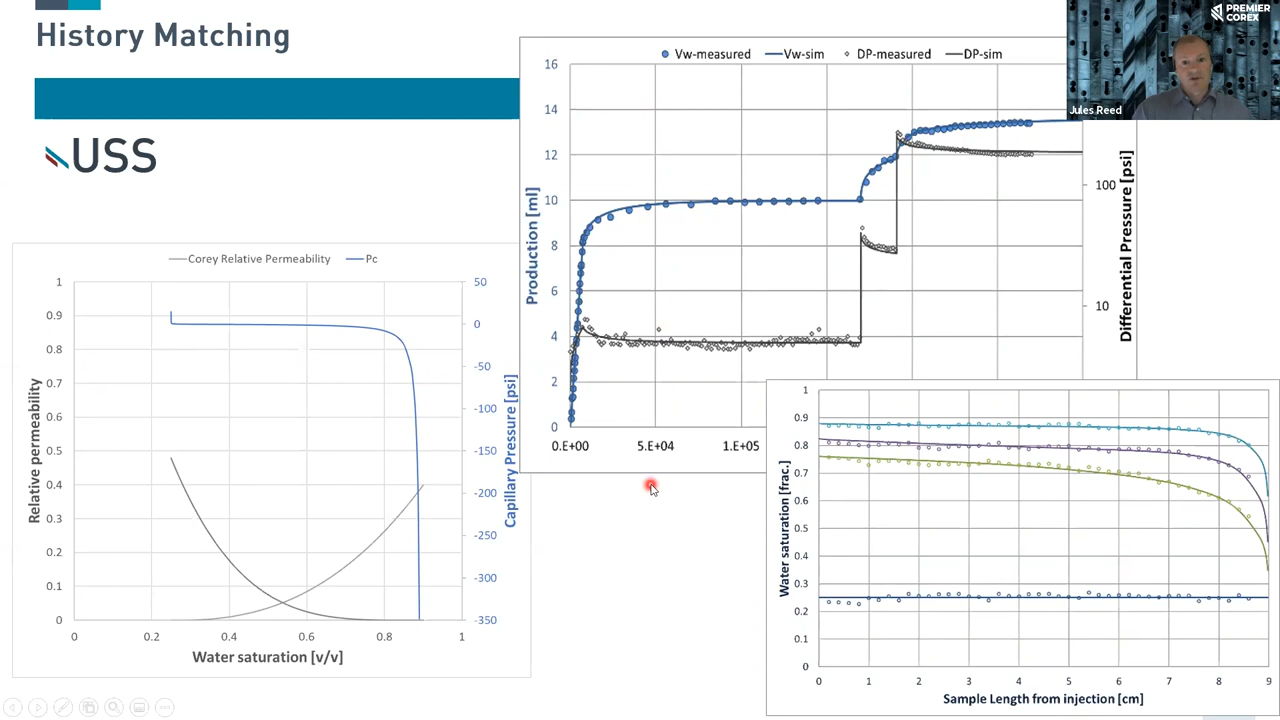 History Matching
USS
PREMIER
COREX
Jules Reed
Vw-measured Vw-sim DP-measured DP-sim
Production [ml]
16
14
12
10
8
6
4
2
0
0.E+00 5.E+04 1.E+05
100
10
Differential Pressure [psi]
Corey Relative Permeability Pc
Relative permeability
1
0.9
0.8
0.7
0.6
0.5
0.4
0.3
0.2
0.1
0
0 0.2 0.4 0.6 0.8 1
Water saturation [v/v]
50
0
-50
-100
-150
-200
-250
-300
-350
Capillary Pressure [psi]
Water saturation [frac.]
1
0.9
0.8
0.7
0.6
0.5
0.4
0.3
0.2
0.1
0
0 1 2 3 4 5 6 7 8 9
Sample Length from injection [cm]